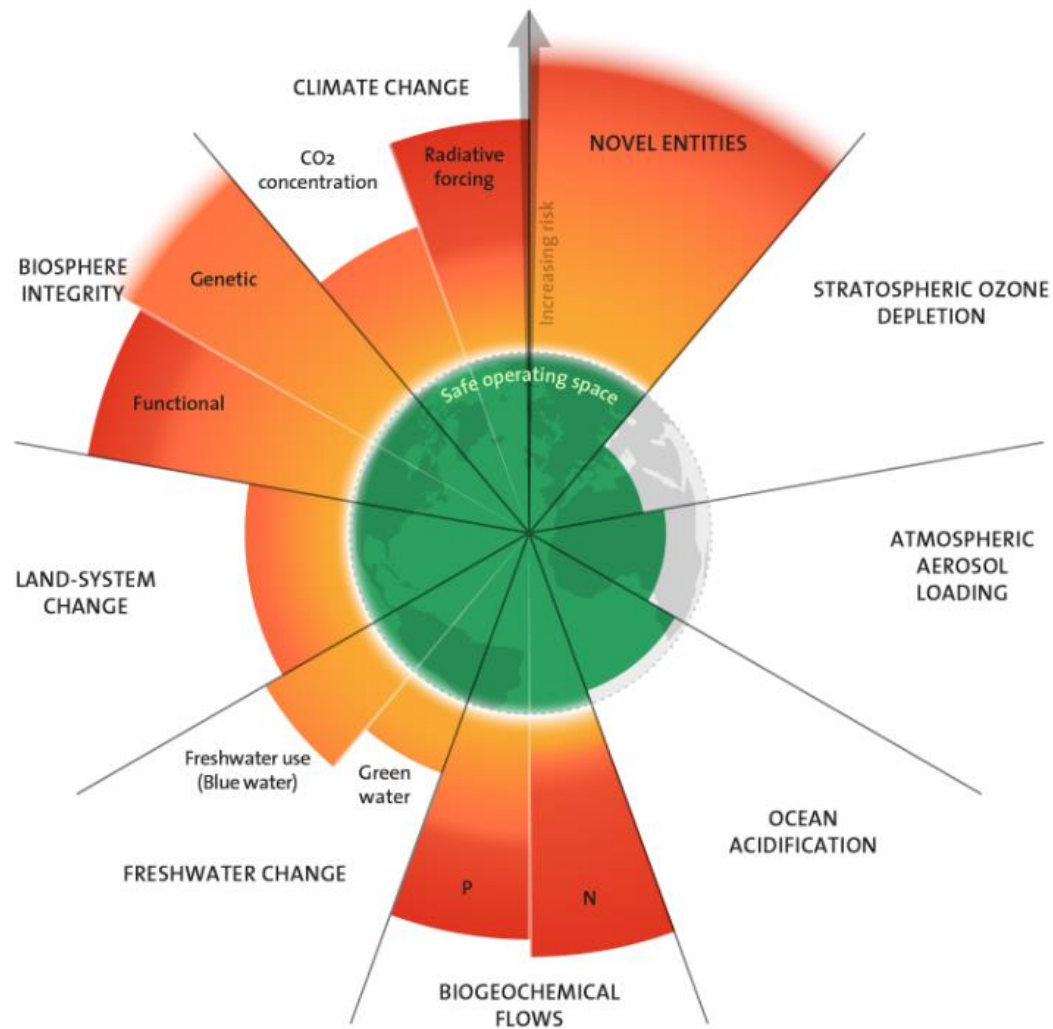 CLIMATE CHANGE
CO2
concentration
Radiative
forcing
NOVEL ENTITIES
Increasing risk
BIOSPHERE
INTEGRITY
Genetic
Functional
STRATOSPHERIC OZONE
DEPLETION
Safe operating space
LAND-SYSTEM
CHANGE
ATMOSPHERIC
AEROSOL
LOADING
Freshwater use
(Blue water)
Green
water
FRESHWATER CHANGE
OCEAN
ACIDIFICATION
P
N
BIOGEOCHEMICAL
FLOWS